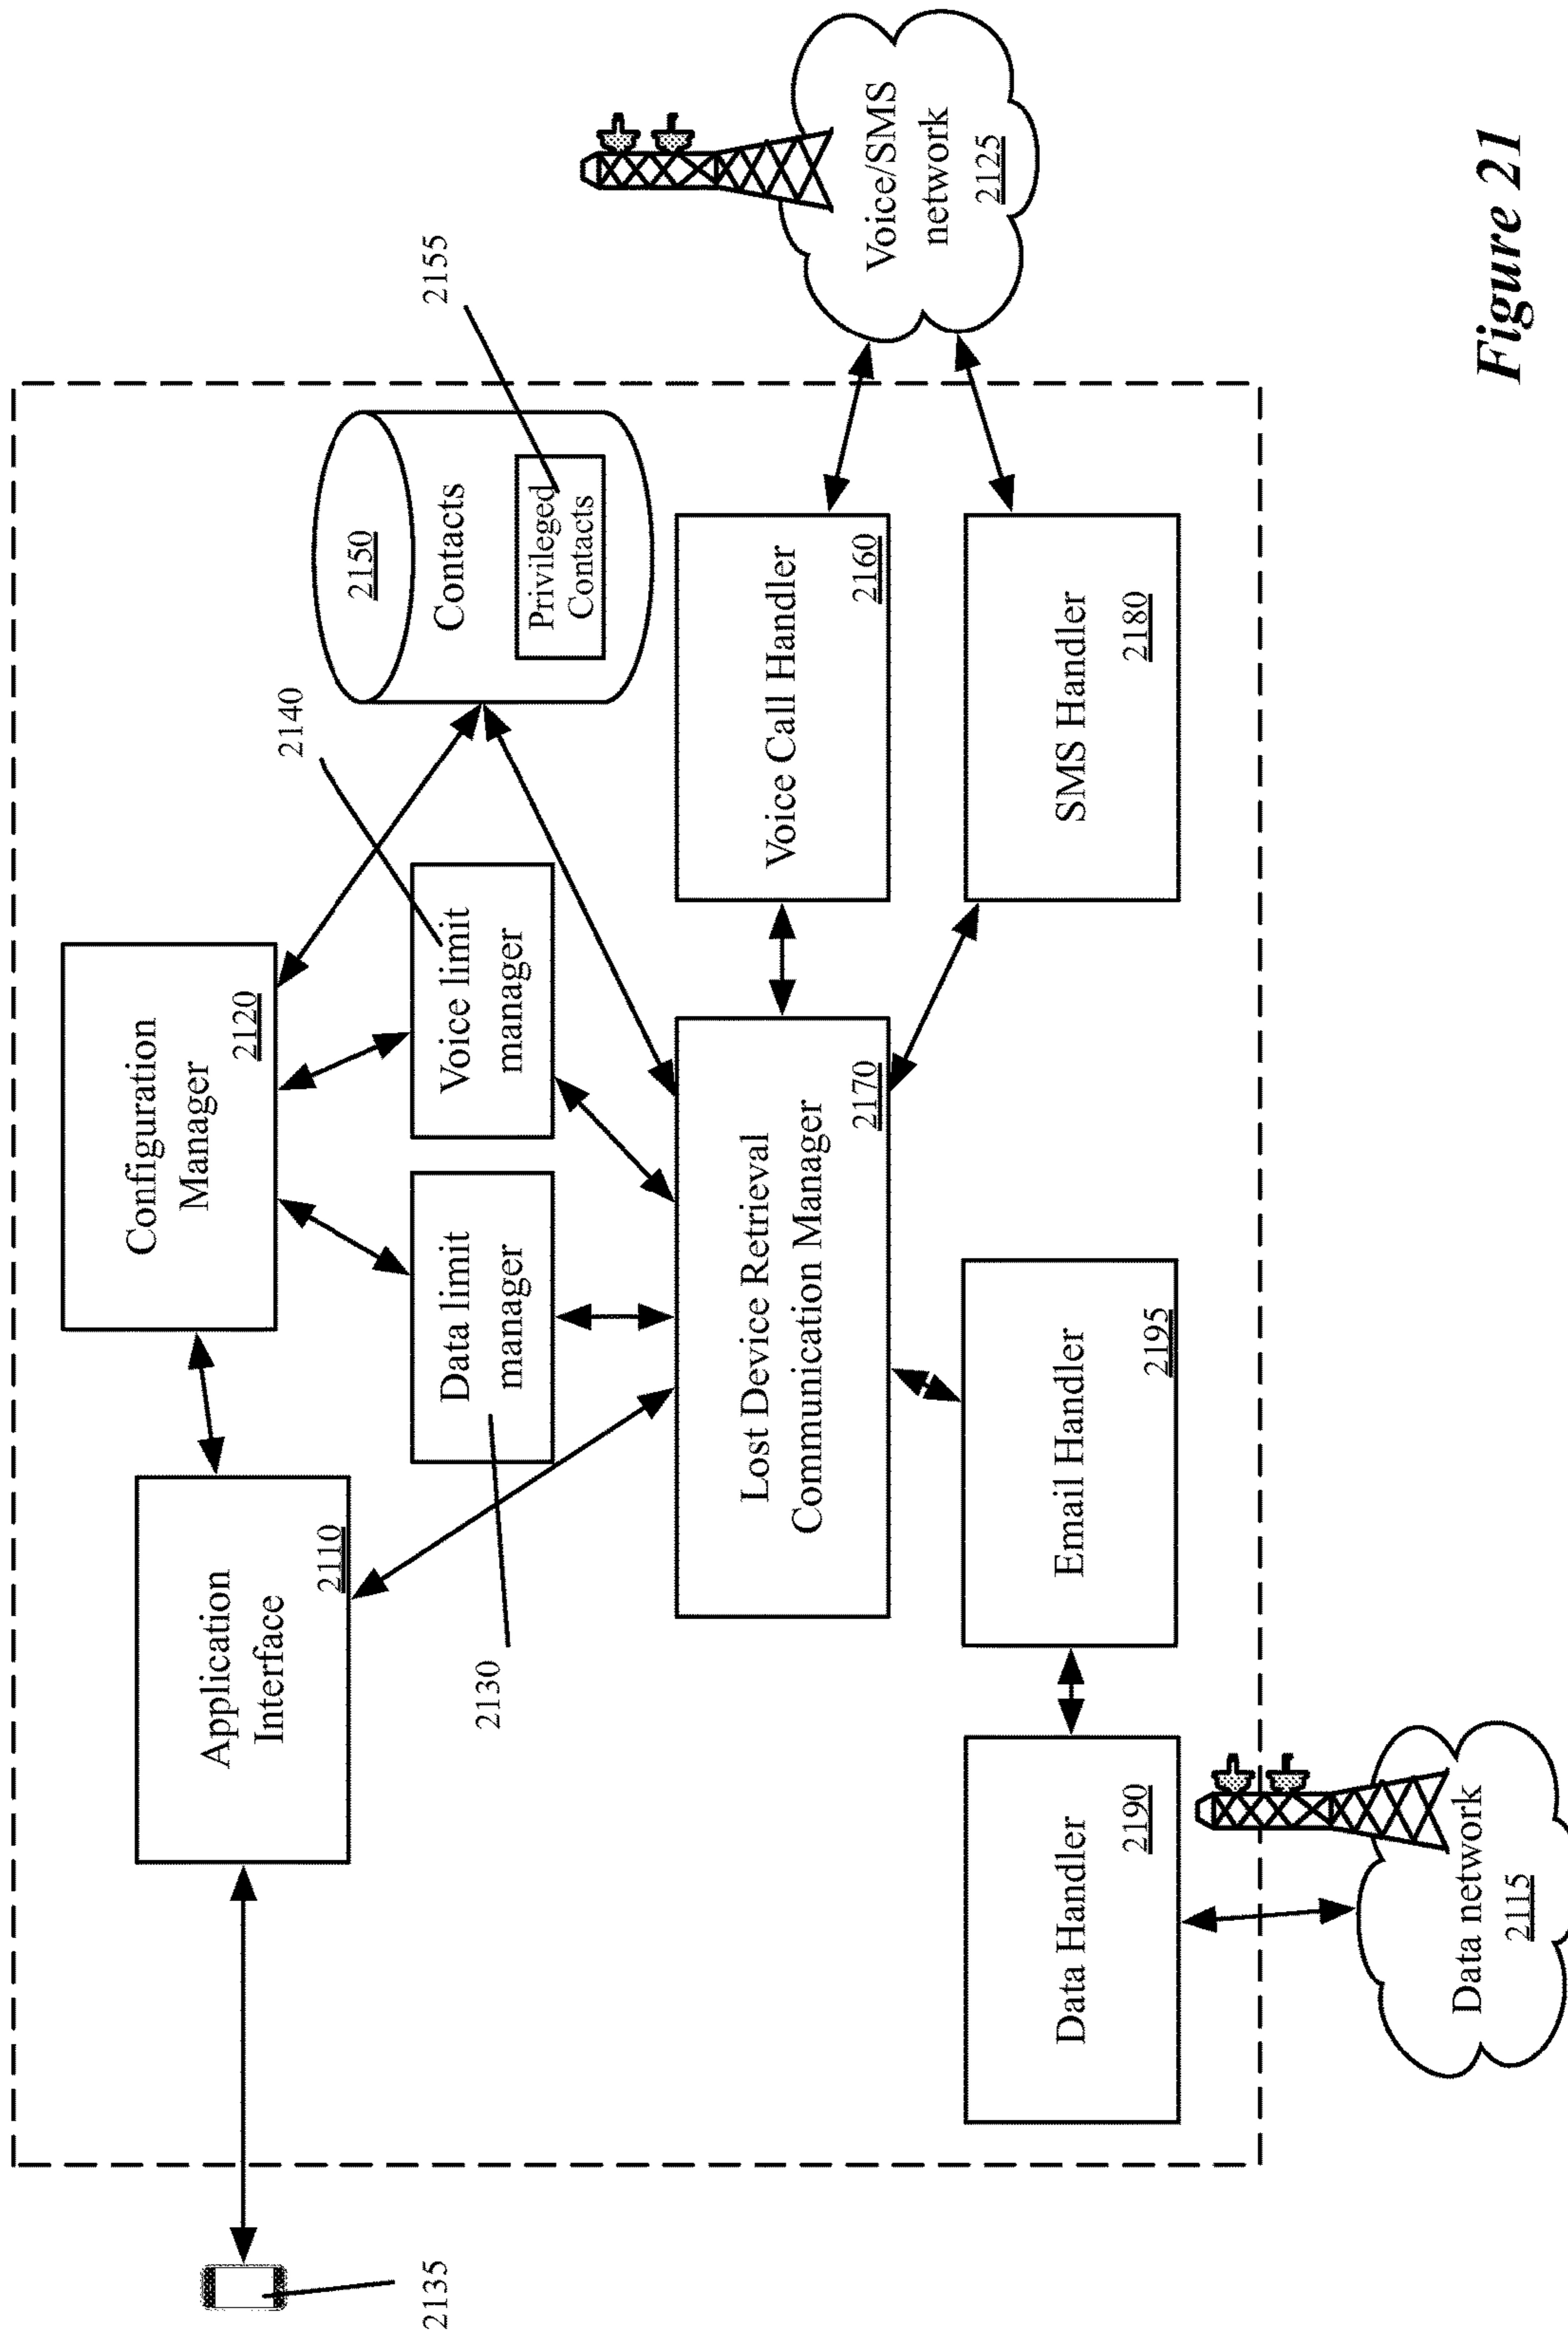 2135
Application
Interface
2110
Configuration
Manager
2120
2130
Data limit
manager
Voice limit
manager
2140
2150
Contacts
Privileged
Contacts
2155
Lost Device Retrieval
Communication Manager
2170
Voice Call Handler
2160
Voice/SMS
network
2125
Data Handler
2190
Email Handler
2195
SMS Handler
2180
Data network
2115
Figure 21